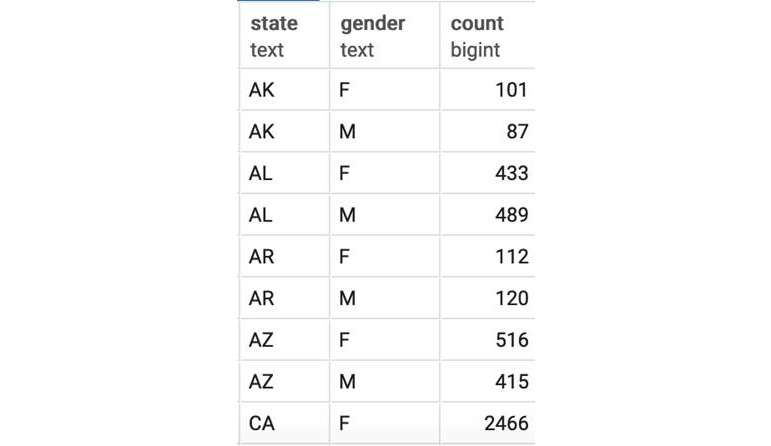 state gender count
text text bigint
AK F 101
AK M 87
AL F 433
AL M 489
AR F 112
AR M 120
AZ F 516
AZ M 415
CA F 2466